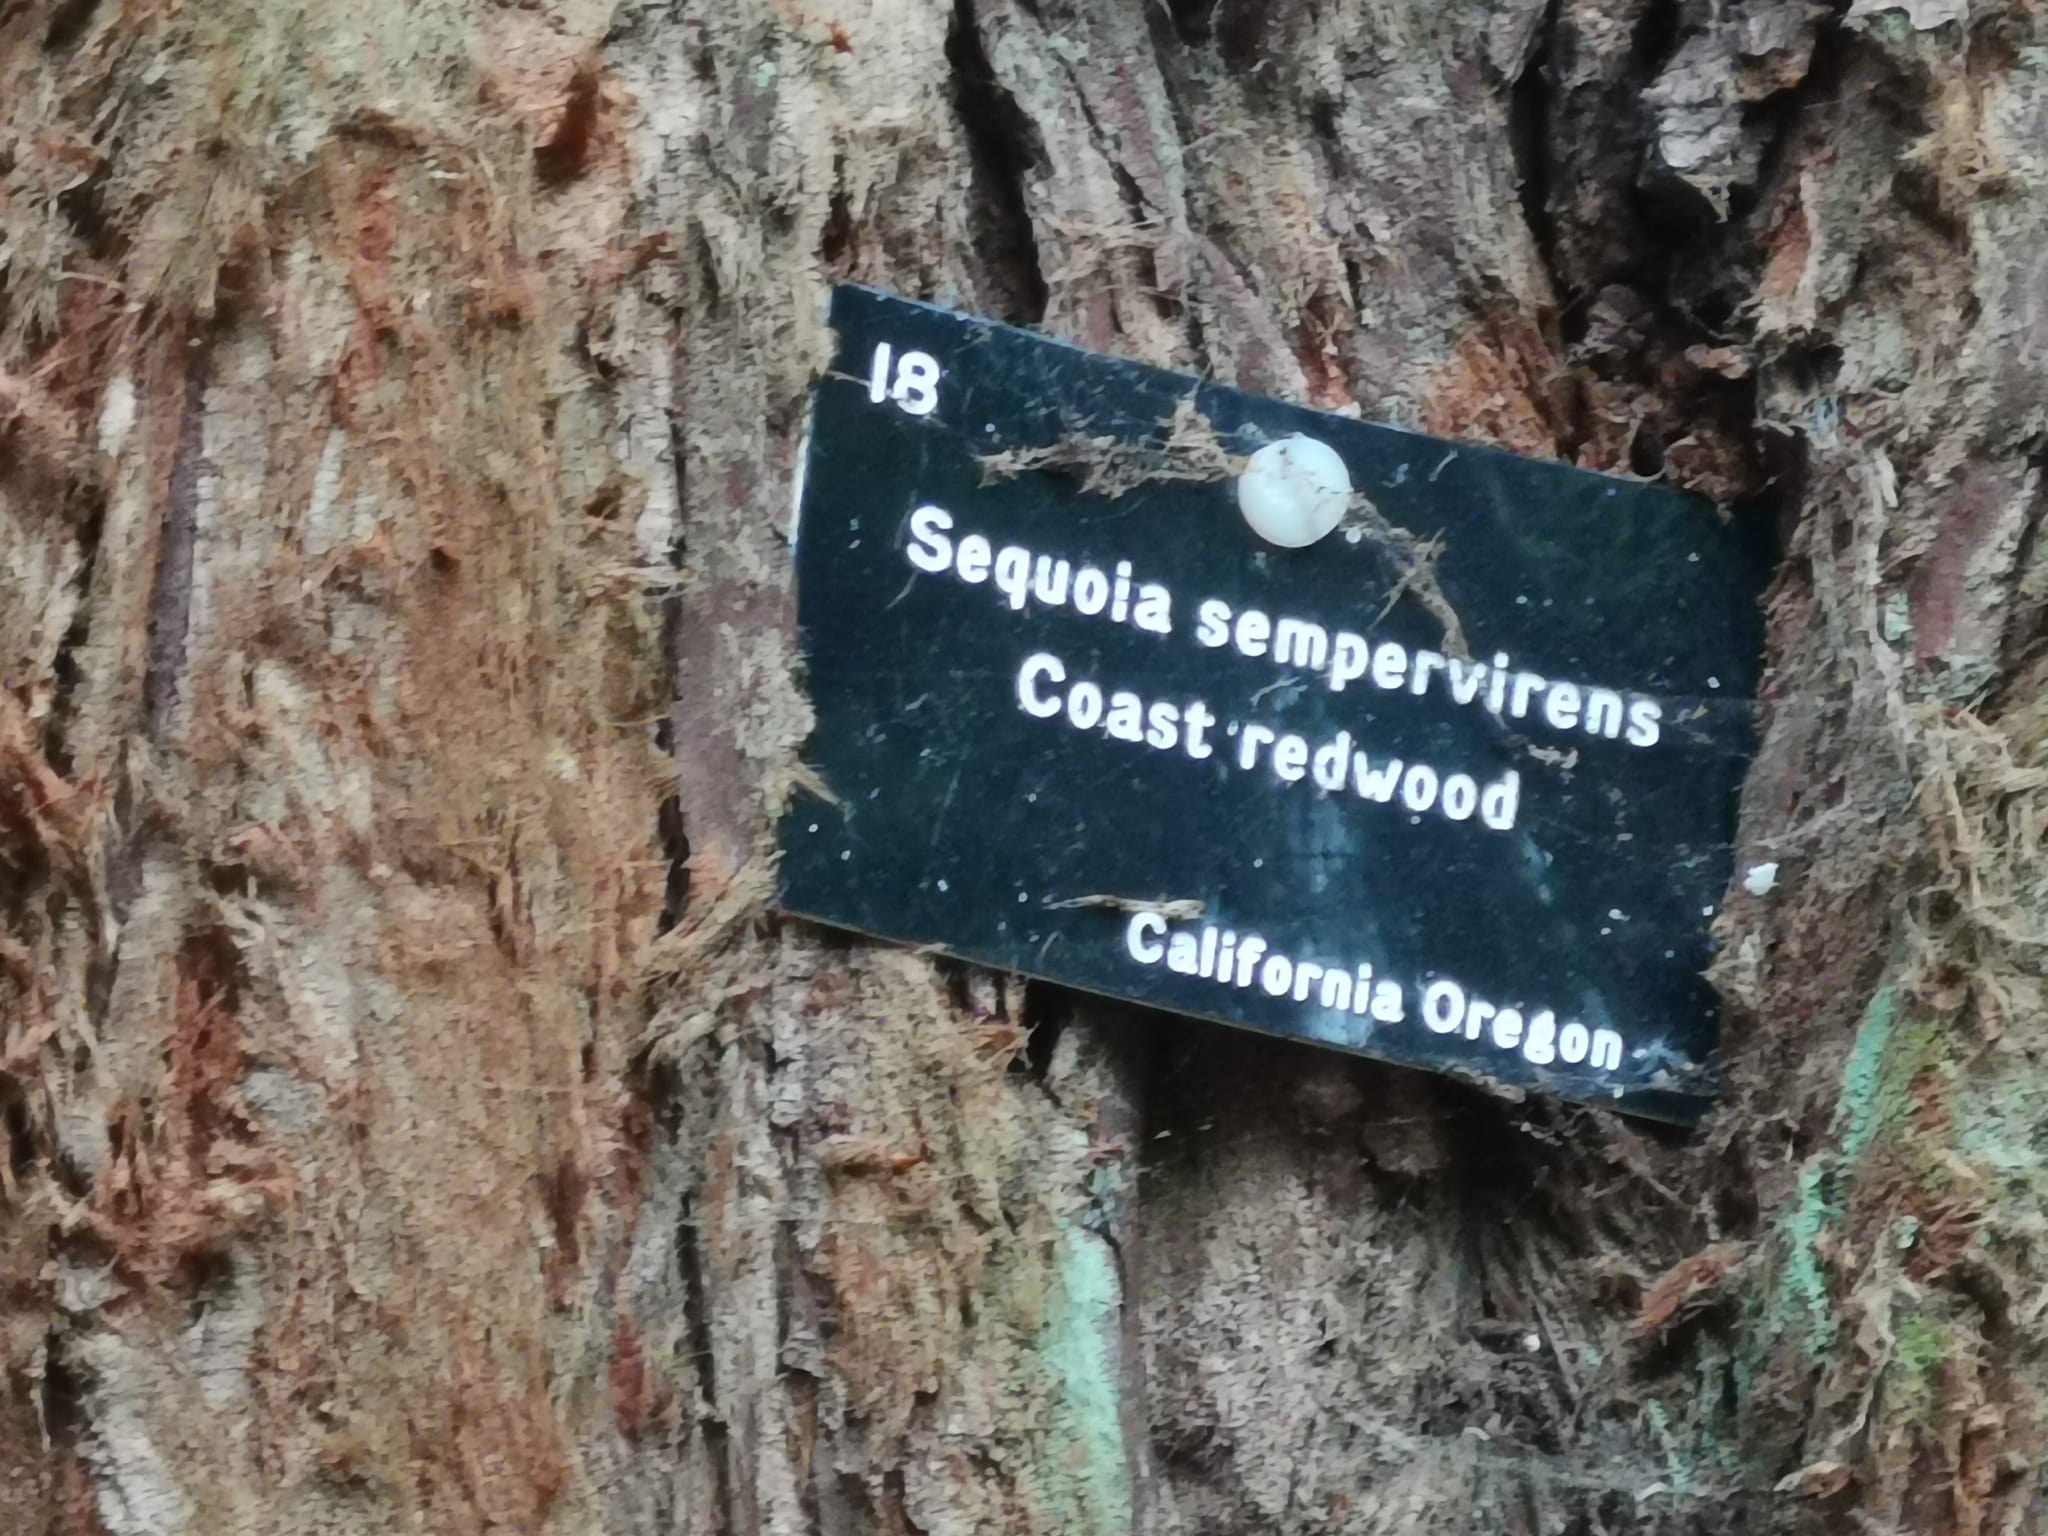 18
Sequoia sempervirens
Coast redwood
California Oregon